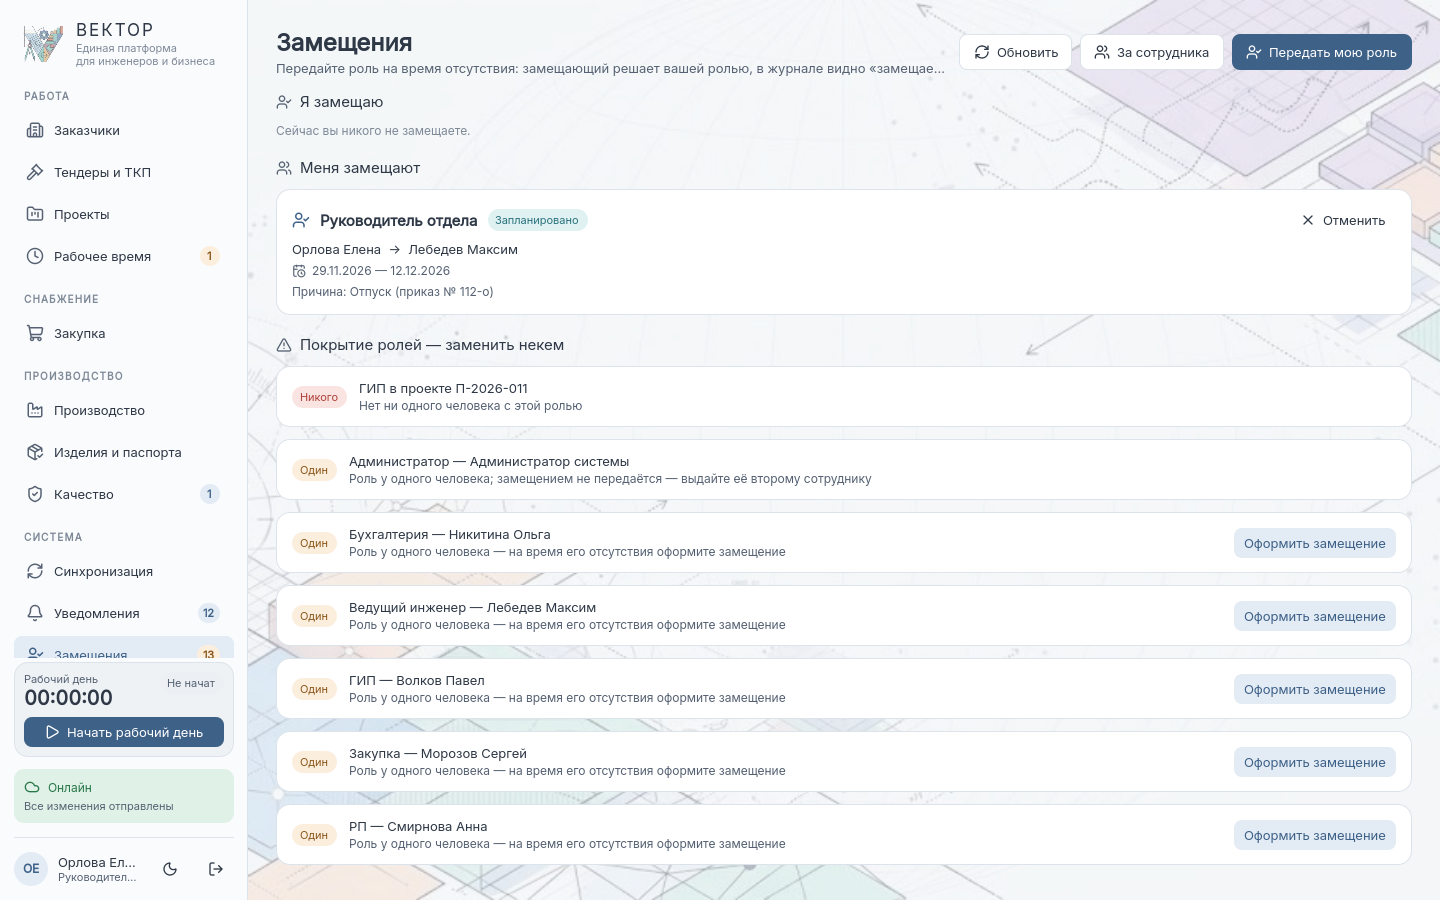 ВЕКТОР
Единая платформа
для инженеров и бизнеса
РАБОТА
Заказчики
Тендеры и ТКП
Проекты
Рабочее время 1
СНАБЖЕНИЕ
Закупка
ПРОИЗВОДСТВО
Производство
Изделия и паспорта
Качество 1
СИСТЕМА
Синхронизация
Уведомления 12
Замещения 13
Рабочий день
Не начат
00:00:00
Начать рабочий день
Онлайн
Все изменения отправлены
ОЕ
Орлова Ел...
Руководител...
Замещения
Передайте роль на время отсутствия: замещающий решает вашей ролью, в журнале видно «замещае...
Обновить
За сотрудника
Передать мою роль
Я замещаю
Сейчас вы никого не замещаете.
Меня замещают
Руководитель отдела Запланировано
Отменить
Орлова Елена → Лебедев Максим
29.11.2026 — 12.12.2026
Причина: Отпуск (приказ № 112-о)
Покрытие ролей — заменить некем
Никого
ГИП в проекте П-2026-011
Нет ни одного человека с этой ролью
Один
Администратор — Администратор системы
Роль у одного человека; замещением не передаётся — выдайте её второму сотруднику
Один
Бухгалтерия — Никитина Ольга
Роль у одного человека — на время его отсутствия оформите замещение
Оформить замещение
Один
Ведущий инженер — Лебедев Максим
Роль у одного человека — на время его отсутствия оформите замещение
Оформить замещение
Один
ГИП — Волков Павел
Роль у одного человека — на время его отсутствия оформите замещение
Оформить замещение
Один
Закупка — Морозов Сергей
Роль у одного человека — на время его отсутствия оформите замещение
Оформить замещение
Один
РП — Смирнова Анна
Роль у одного человека — на время его отсутствия оформите замещение
Оформить замещение